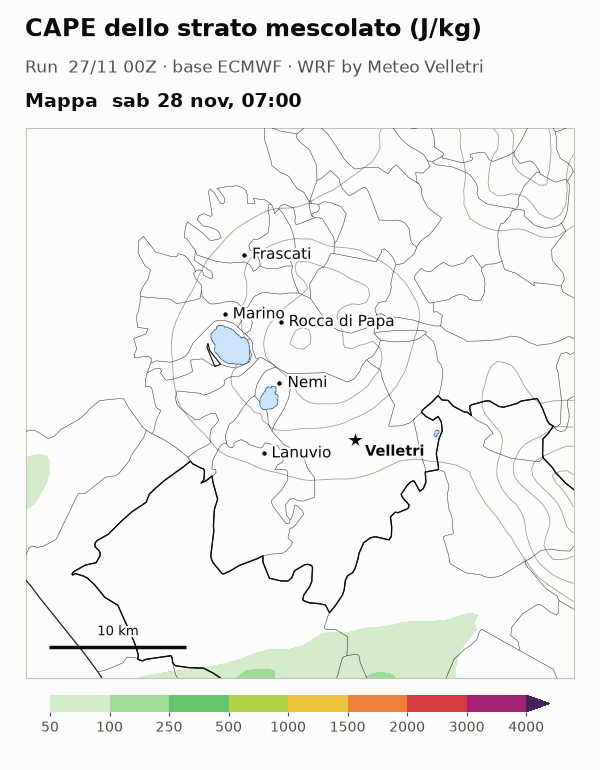 CAPE dello strato mescolato (J/kg)
Run  27/11 00Z · base ECMWF · WRF by Meteo Velletri
Mappa  sab 28 nov, 07:00
Frascati
Marino
Rocca di Papa
Nemi
Velletri
Lanuvio
10 km
50 100 250 500 1000 1500 2000 3000 4000